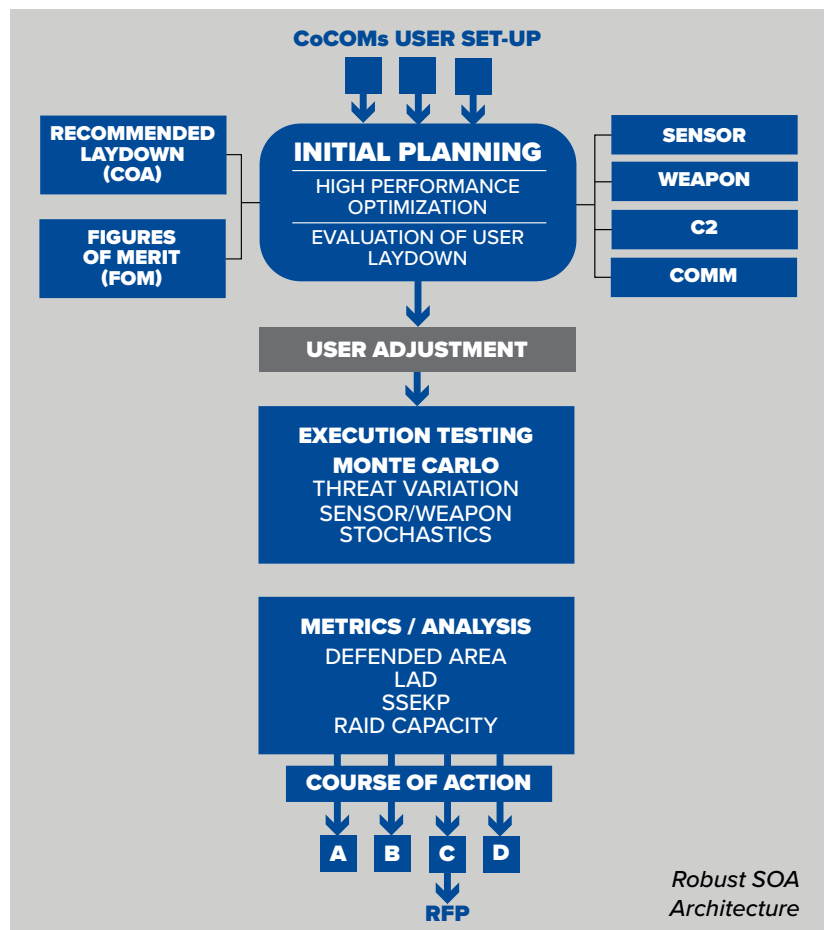 CoCOMs USER SET-UP
RECOMMENDED
LAYDOWN
(COA)
FIGURES
OF MERIT
(FOM)
INITIAL PLANNING
HIGH PERFORMANCE
OPTIMIZATION
EVALUATION OF USER
LAYDOWN
SENSOR
WEAPON
C2
COMM
USER ADJUSTMENT
EXECUTION TESTING
MONTE CARLO
THREAT VARIATION
SENSOR/WEAPON
STOCHASTICS
METRICS / ANALYSIS
DEFENDED AREA
LAD
SSEKP
RAID CAPACITY
COURSE OF ACTION
A
B
C
D
RFP
Robust SOA
Architecture